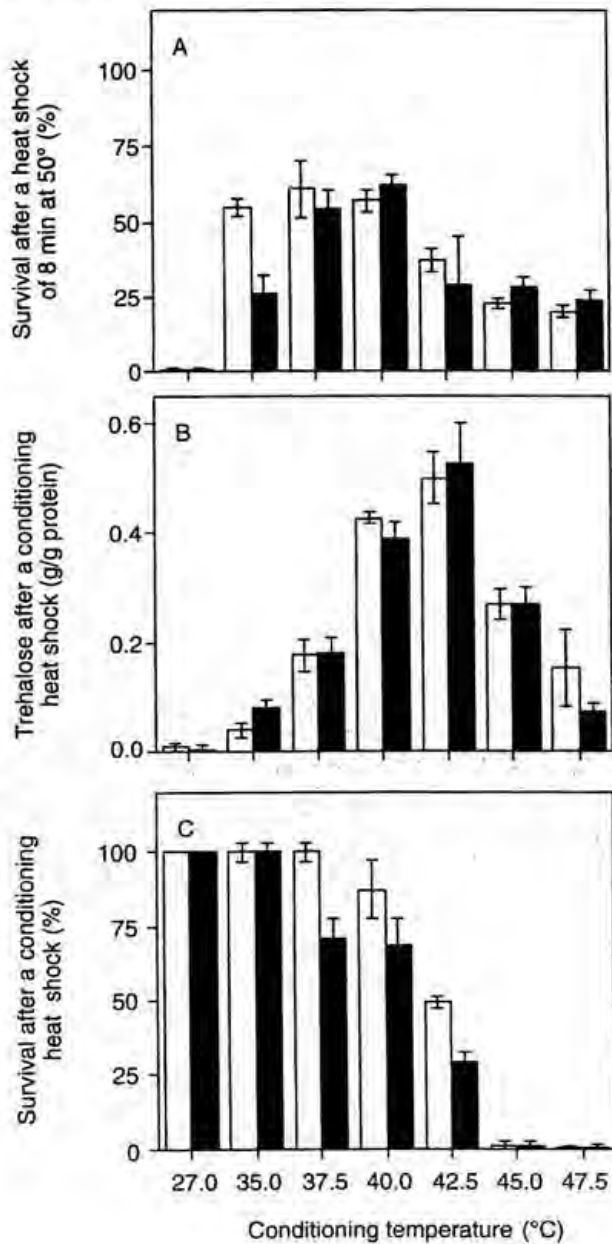 A
Survival after a heat shock
of 8 min at 50° (%)
100
75
50
25
0
B
Trehalose after a conditioning
heat shock (g/g protein)
0.6
0.4
0.2
0.0
C
Survival after a conditioning
heat shock (%)
100
75
50
25
0
27.0 35.0 37.5 40.0 42.5 45.0 47.5
Conditioning temperature (°C)